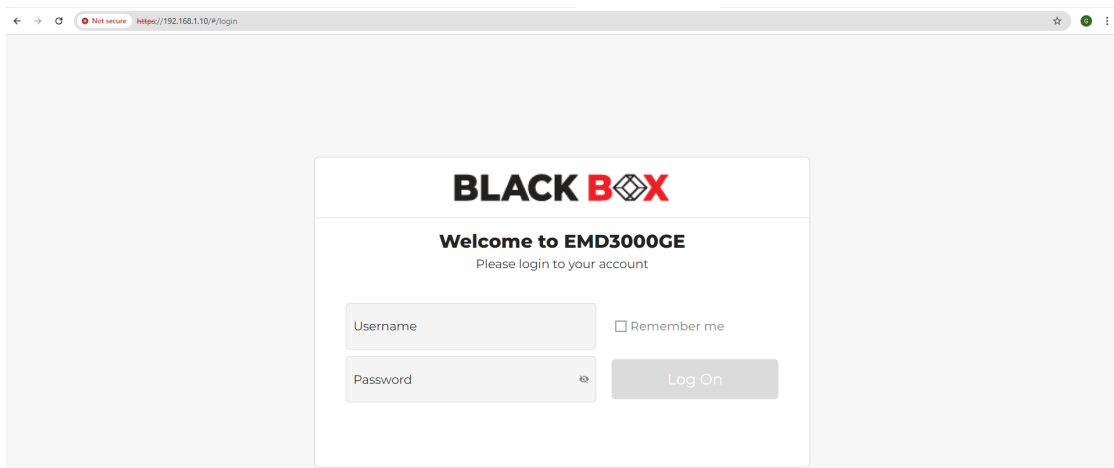 Not secure https://192.168.1.10/#/login
G
BLACK BOX
Welcome to EMD3000GE
Please login to your account
Username
Remember me
Password
Log On